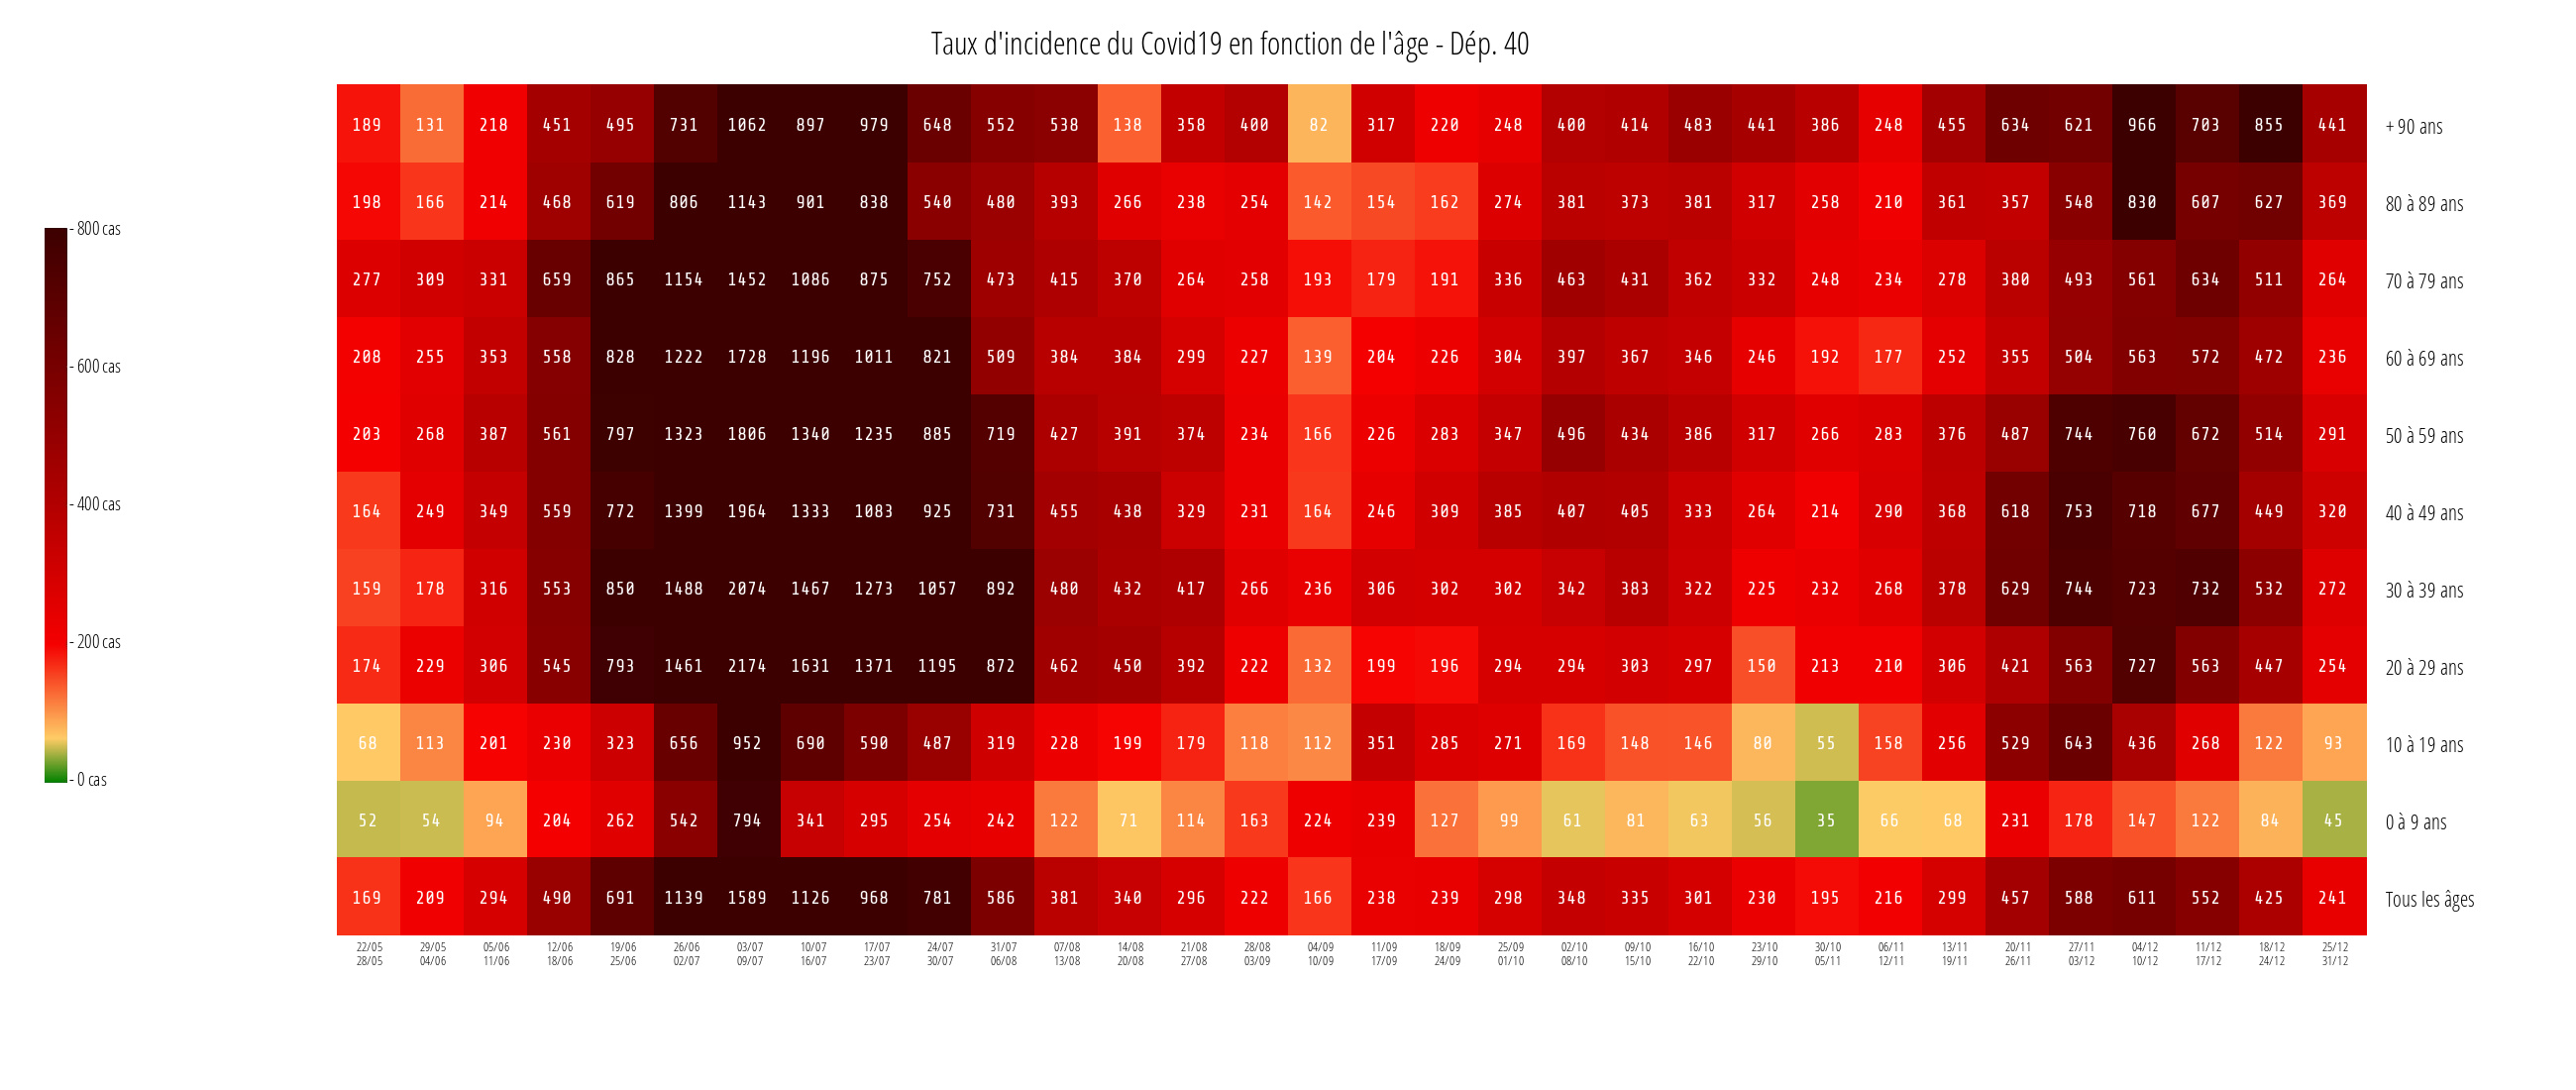 Taux d'incidence du Covid19 en fonction de l'âge - Dép. 40
- 800 cas
- 600 cas
- 400 cas
- 200 cas
- 0 cas
189 131 218 451 495 731 1062 897 979 648 552 538 138 358 400 82 317 220 248 400 414 483 441 386 248 455 634 621 966 703 855 441 + 90 ans
198 166 214 468 619 806 1143 901 838 540 480 393 266 238 254 142 154 162 274 381 373 381 317 258 210 361 357 548 830 607 627 369 80 à 89 ans
277 309 331 659 865 1154 1452 1086 875 752 473 415 370 264 258 193 179 191 336 463 431 362 332 248 234 278 380 493 561 634 511 264 70 à 79 ans
208 255 353 558 828 1222 1728 1196 1011 821 509 384 384 299 227 139 204 226 304 397 367 346 246 192 177 252 355 504 563 572 472 236 60 à 69 ans
203 268 387 561 797 1323 1806 1340 1235 885 719 427 391 374 234 166 226 283 347 496 434 386 317 266 283 376 487 744 760 672 514 291 50 à 59 ans
164 249 349 559 772 1399 1964 1333 1083 925 731 455 438 329 231 164 246 309 385 407 405 333 264 214 290 368 618 753 718 677 449 320 40 à 49 ans
159 178 316 553 850 1488 2074 1467 1273 1057 892 480 432 417 266 236 306 302 302 342 383 322 225 232 268 378 629 744 723 732 532 272 30 à 39 ans
174 229 306 545 793 1461 2174 1631 1371 1195 872 462 450 392 222 132 199 196 294 294 303 297 150 213 210 306 421 563 727 563 447 254 20 à 29 ans
68 113 201 230 323 656 952 690 590 487 319 228 199 179 118 112 351 285 271 169 148 146 80 55 158 256 529 643 436 268 122 93 10 à 19 ans
52 54 94 204 262 542 794 341 295 254 242 122 71 114 163 224 239 127 99 61 81 63 56 35 66 68 231 178 147 122 84 45 0 à 9 ans
169 209 294 490 691 1139 1589 1126 968 781 586 381 340 296 222 166 238 239 298 348 335 301 230 195 216 299 457 588 611 552 425 241 Tous les âges
22/05 29/05 05/06 12/06 19/06 26/06 03/07 10/07 17/07 24/07 31/07 07/08 14/08 21/08 28/08 04/09 11/09 18/09 25/09 02/10 09/10 16/10 23/10 30/10 06/11 13/11 20/11 27/11 04/12 11/12 18/12 25/12
28/05 04/06 11/06 18/06 25/06 02/07 09/07 16/07 23/07 30/07 06/08 13/08 20/08 27/08 03/09 10/09 17/09 24/09 01/10 08/10 15/10 22/10 29/10 05/11 12/11 19/11 26/11 03/12 10/12 17/12 24/12 31/12